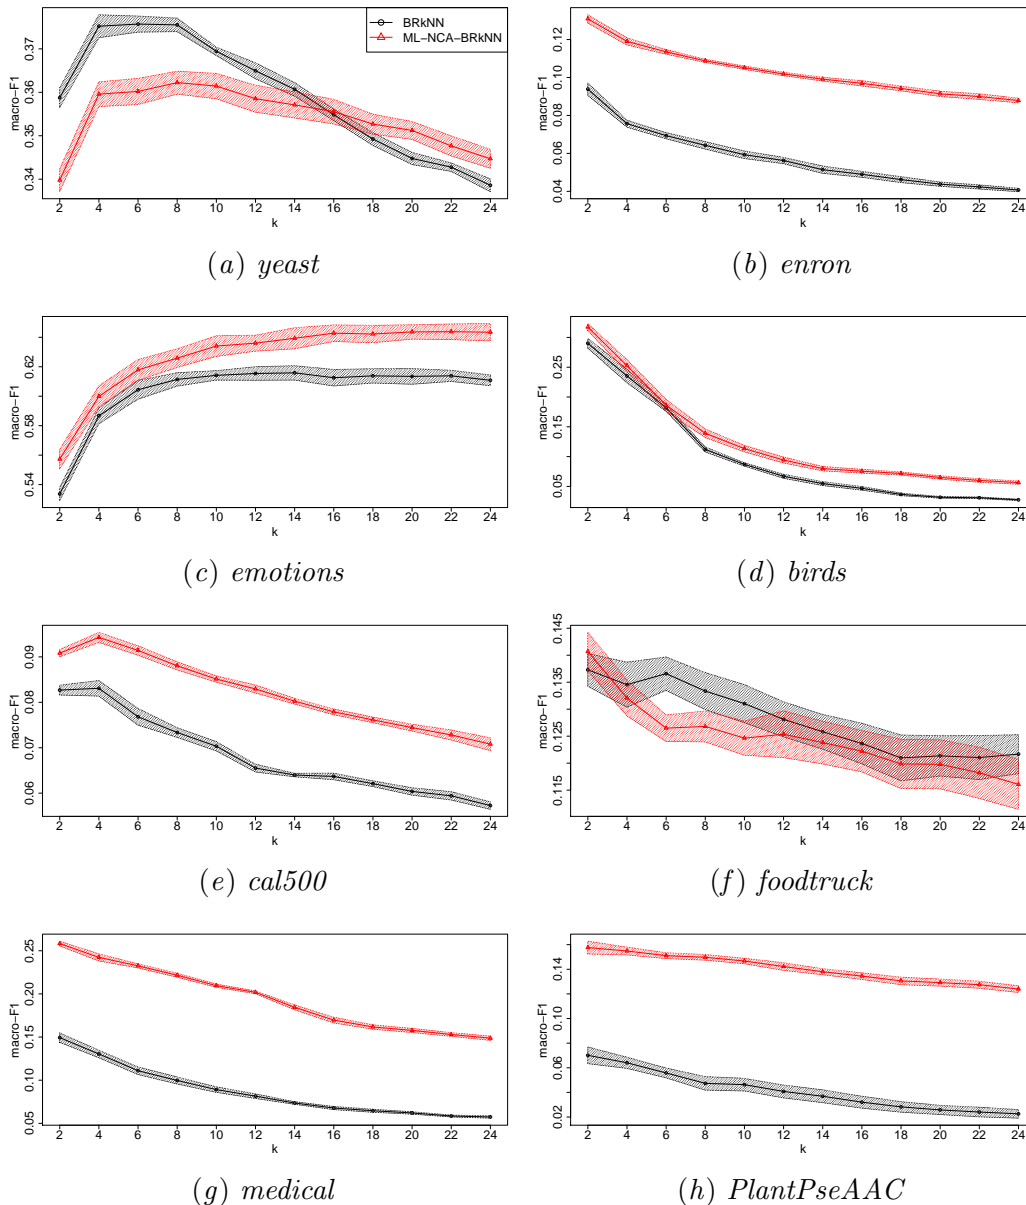 BRkNN
ML−NCA−BRkNN
macro−F1
0.34 0.35 0.36 0.37
2 4 6 8 10 12 14 16 18 20 22 24
k
(a) yeast
macro−F1
0.04 0.06 0.08 0.10 0.12
2 4 6 8 10 12 14 16 18 20 22 24
k
(b) enron
macro−F1
0.54 0.58 0.62
2 4 6 8 10 12 14 16 18 20 22 24
k
(c) emotions
macro−F1
0.05 0.15 0.25
2 4 6 8 10 12 14 16 18 20 22 24
k
(d) birds
macro−F1
0.06 0.07 0.08 0.09
2 4 6 8 10 12 14 16 18 20 22 24
k
(e) cal500
macro−F1
0.115 0.125 0.135 0.145
2 4 6 8 10 12 14 16 18 20 22 24
k
(f) foodtruck
macro−F1
0.05 0.10 0.15 0.20 0.25
2 4 6 8 10 12 14 16 18 20 22 24
k
(g) medical
macro−F1
0.02 0.06 0.10 0.14
2 4 6 8 10 12 14 16 18 20 22 24
k
(h) PlantPseAAC